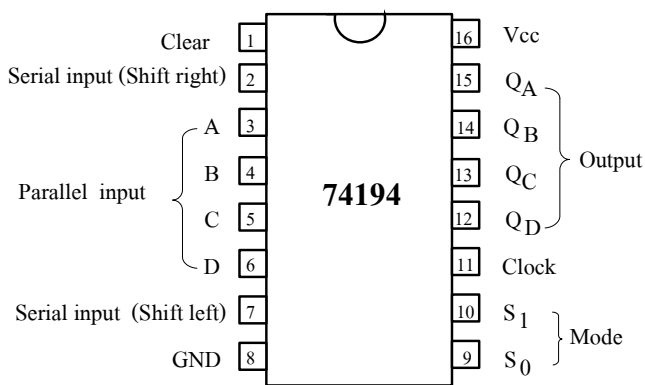 Clear 1 16 Vcc
Serial input (Shift right) 2 15 QA
A 3 14 QB
Parallel input B 4 13 QC Output
74194
C 5 12 QD
D 6 11 Clock
Serial input (Shift left) 7 10 S1
Mode
GND 8 9 S0